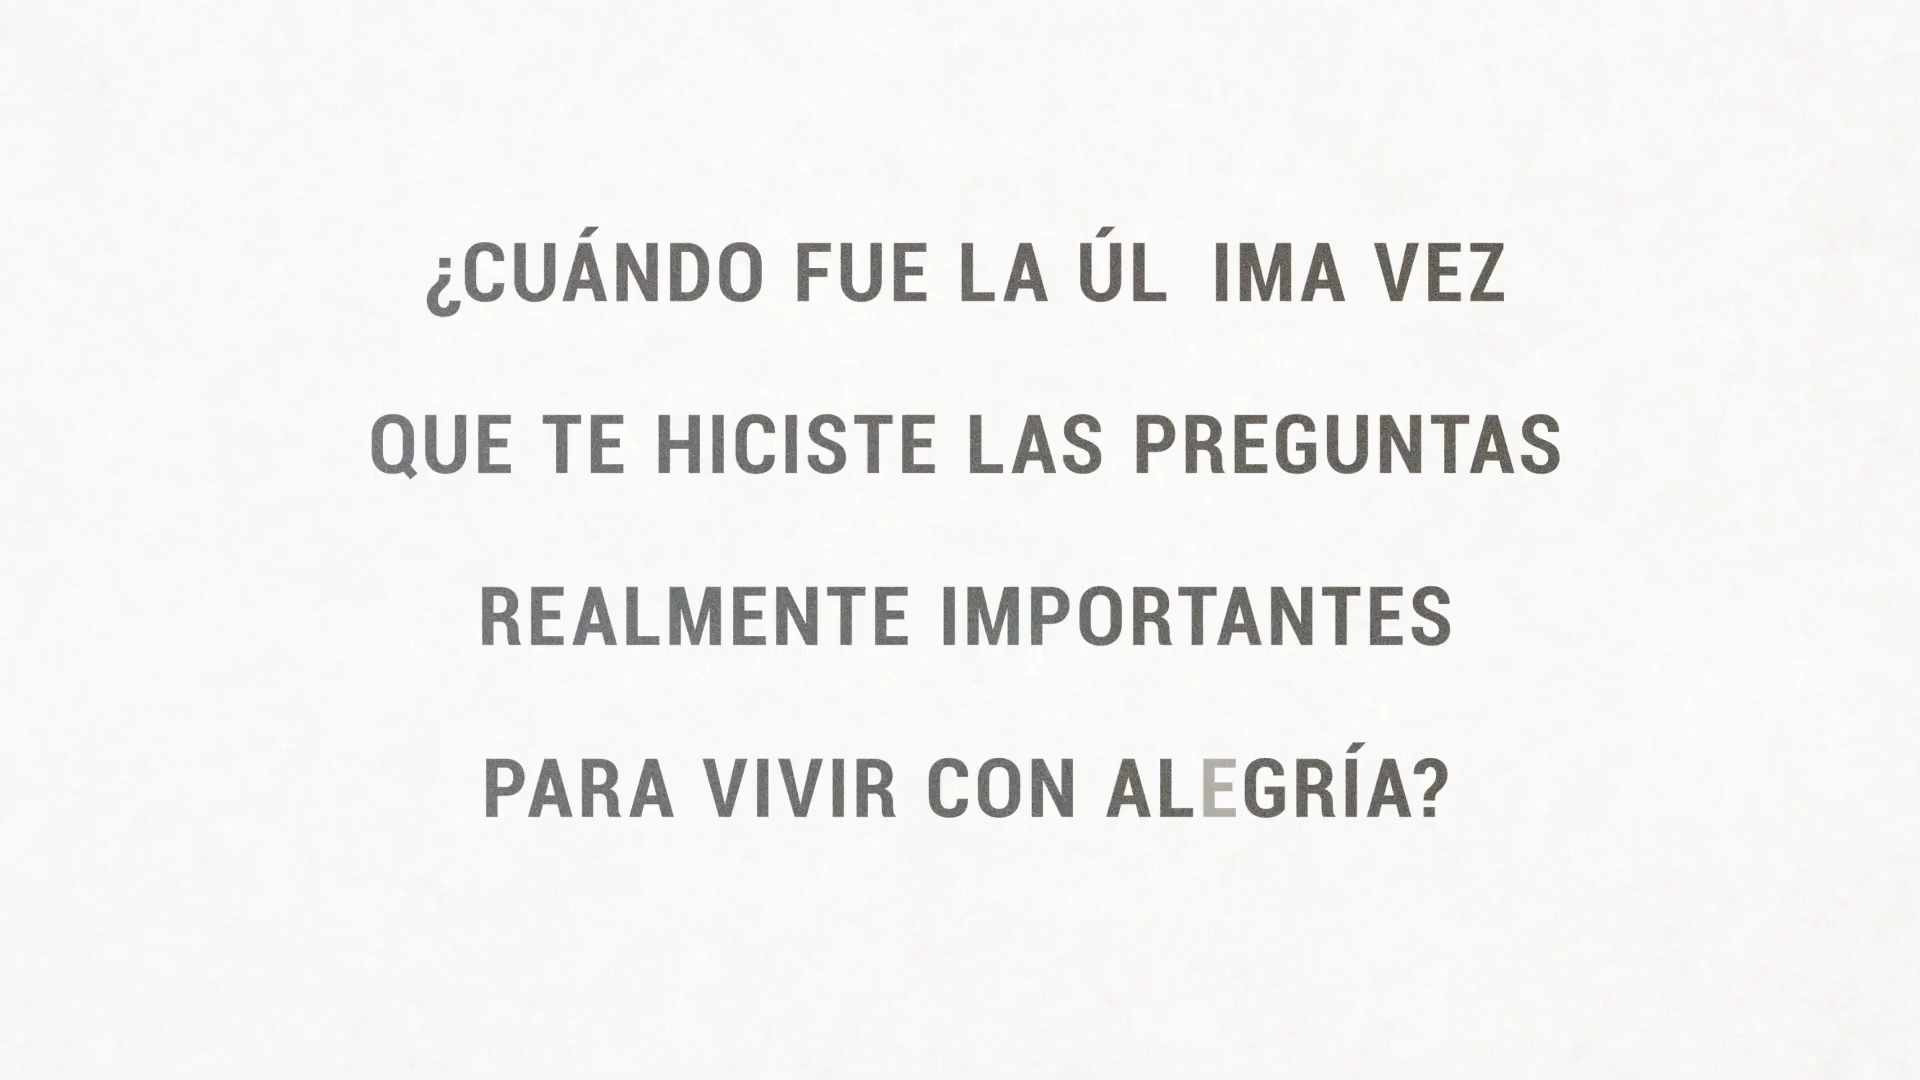 ¿CUÁNDO FUE LA ÚL IMA VEZ
QUE TE HICISTE LAS PREGUNTAS
REALMENTE IMPORTANTES
PARA VIVIR CON ALEGRÍA?